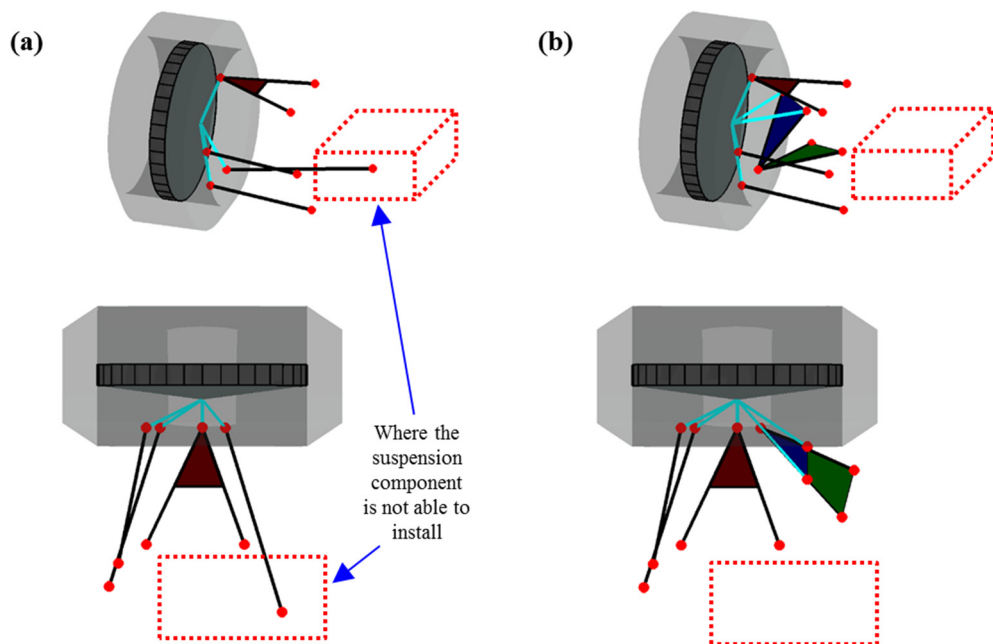 (a)
(b)
Where the
suspension
component
is not able to
install